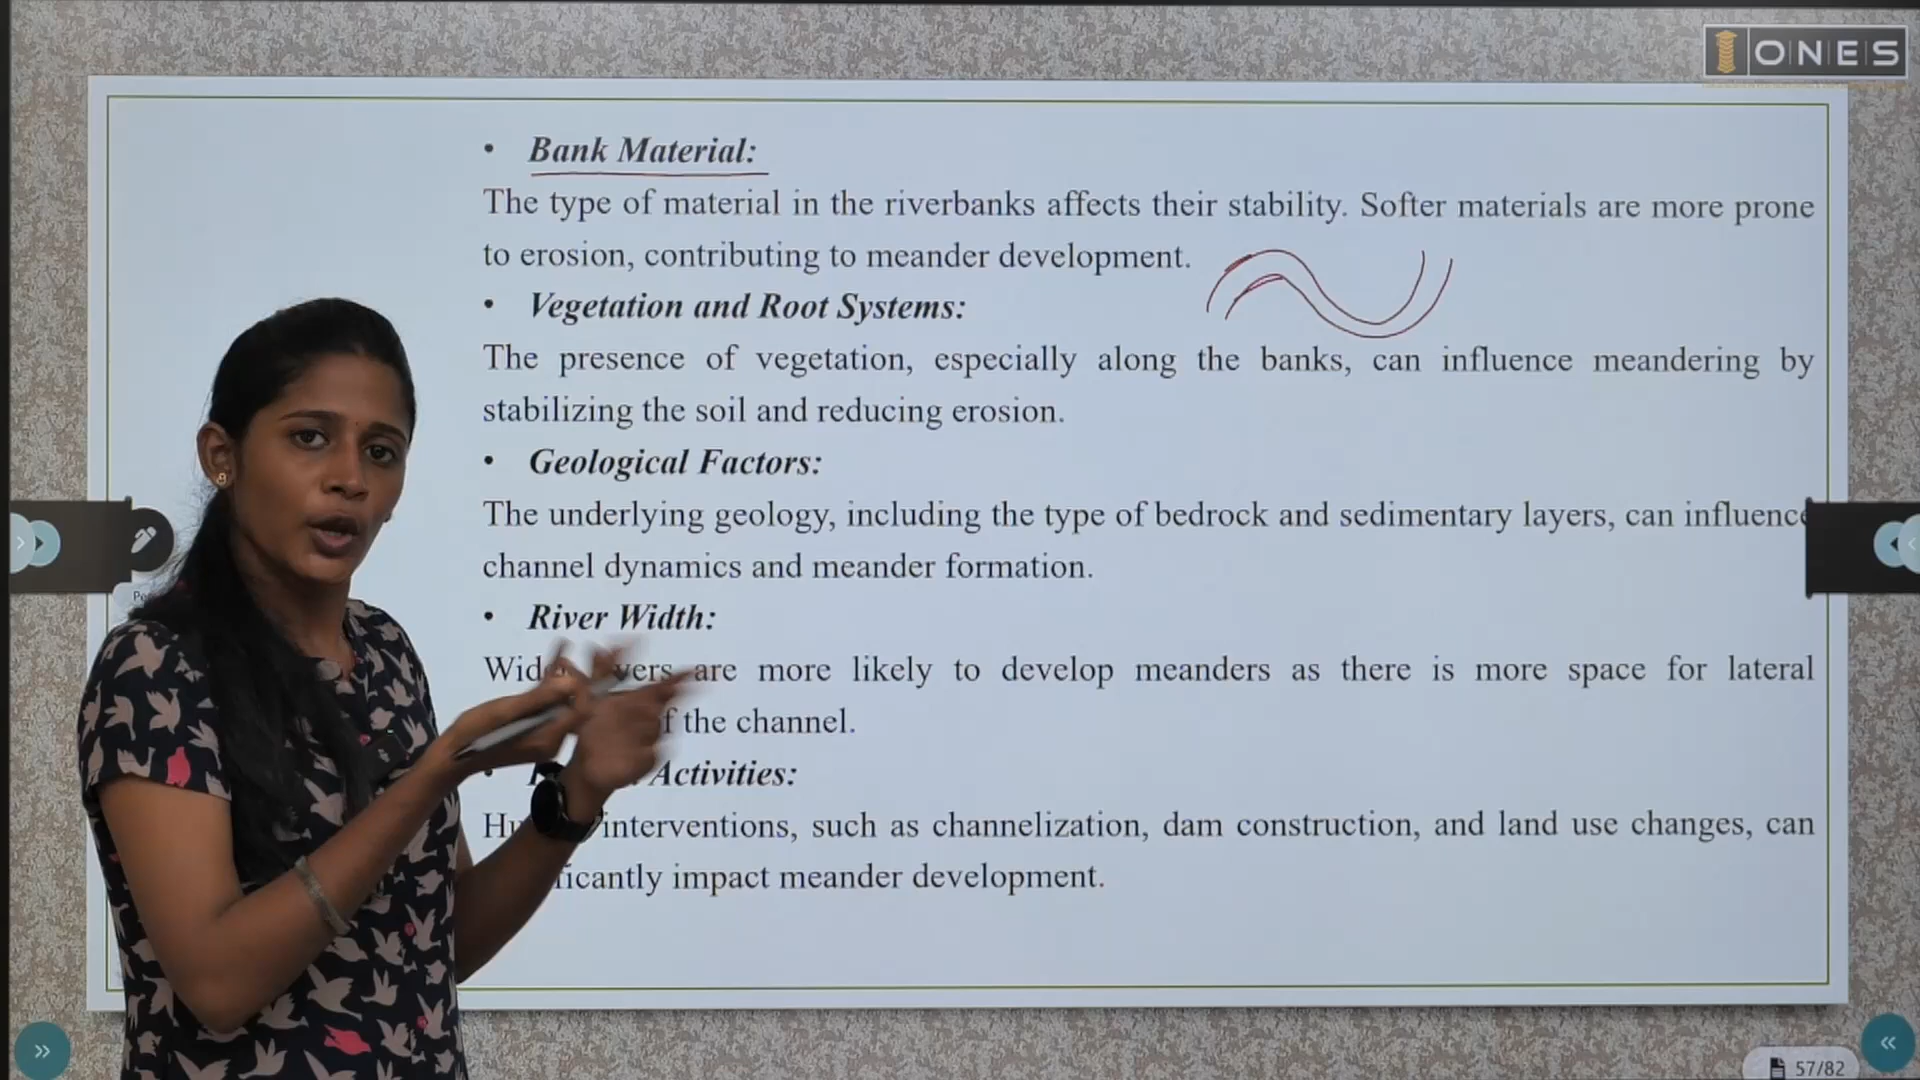 ONES
• Bank Material:
The type of material in the riverbanks affects their stability. Softer materials are more prone
to erosion, contributing to meander development.
• Vegetation and Root Systems:
The presence of vegetation, especially along the banks, can influence meandering by
stabilizing the soil and reducing erosion.
• Geological Factors:
The underlying geology, including the type of bedrock and sedimentary layers, can influence
channel dynamics and meander formation.
• River Width:
are more likely to develop meanders as there is more space for lateral
the channel.
Activities:
interventions, such as channelization, dam construction, and land use changes, can
impact meander development.
57/82